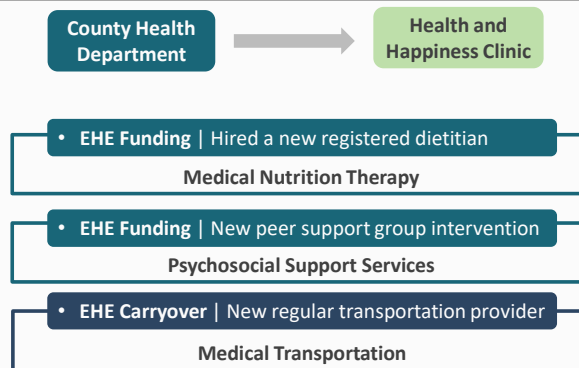 County Health
Department
Health and
Happiness Clinic
• EHE Funding | Hired a new registered dietitian
Medical Nutrition Therapy
• EHE Funding | New peer support group intervention
Psychosocial Support Services
• EHE Carryover | New regular transportation provider
Medical Transportation